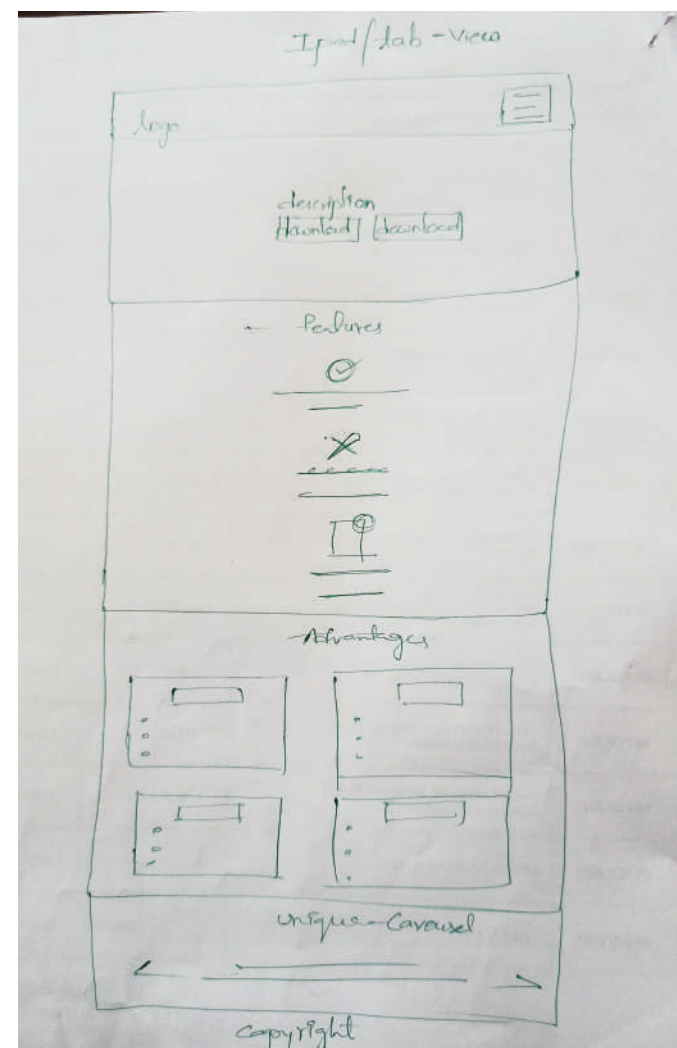 Ipad/tab-view
logo
description
download download
Features
Advantages
unique-Carousel
Copyright